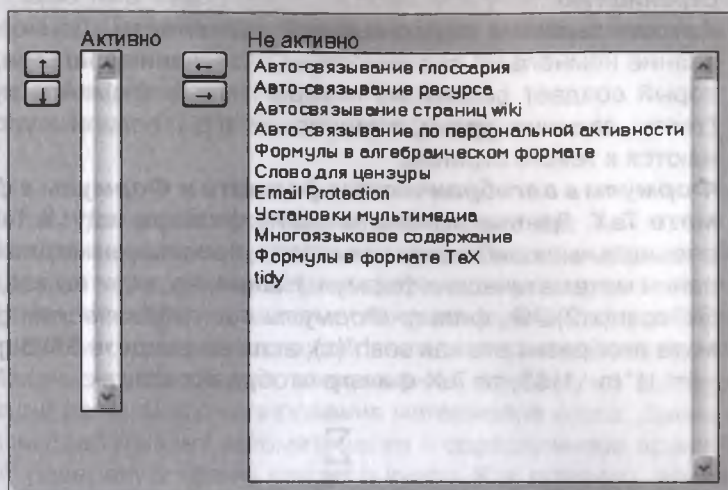 Активно
Не активно
Авто-связывание глоссария
Авто-связывание ресурса
Автосвязывание страниц wiki
Авто-связывание по персональной активности
Формулы в алгебраическом формате
Слово для цензуры
Email Protection
Установки мультимедиа
Многоязыковое содержание
Формулы в формате TeX
tidy